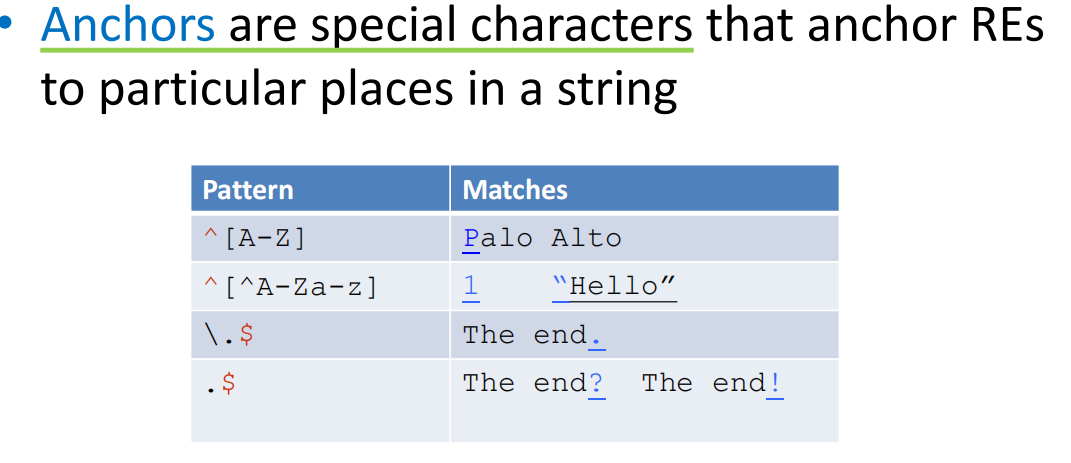 • Anchors are special characters that anchor REs
to particular places in a string
Pattern Matches
^[A-Z] Palo Alto
^[^A-Za-z] 1 “Hello”
\.$ The end.
.$ The end? The end!